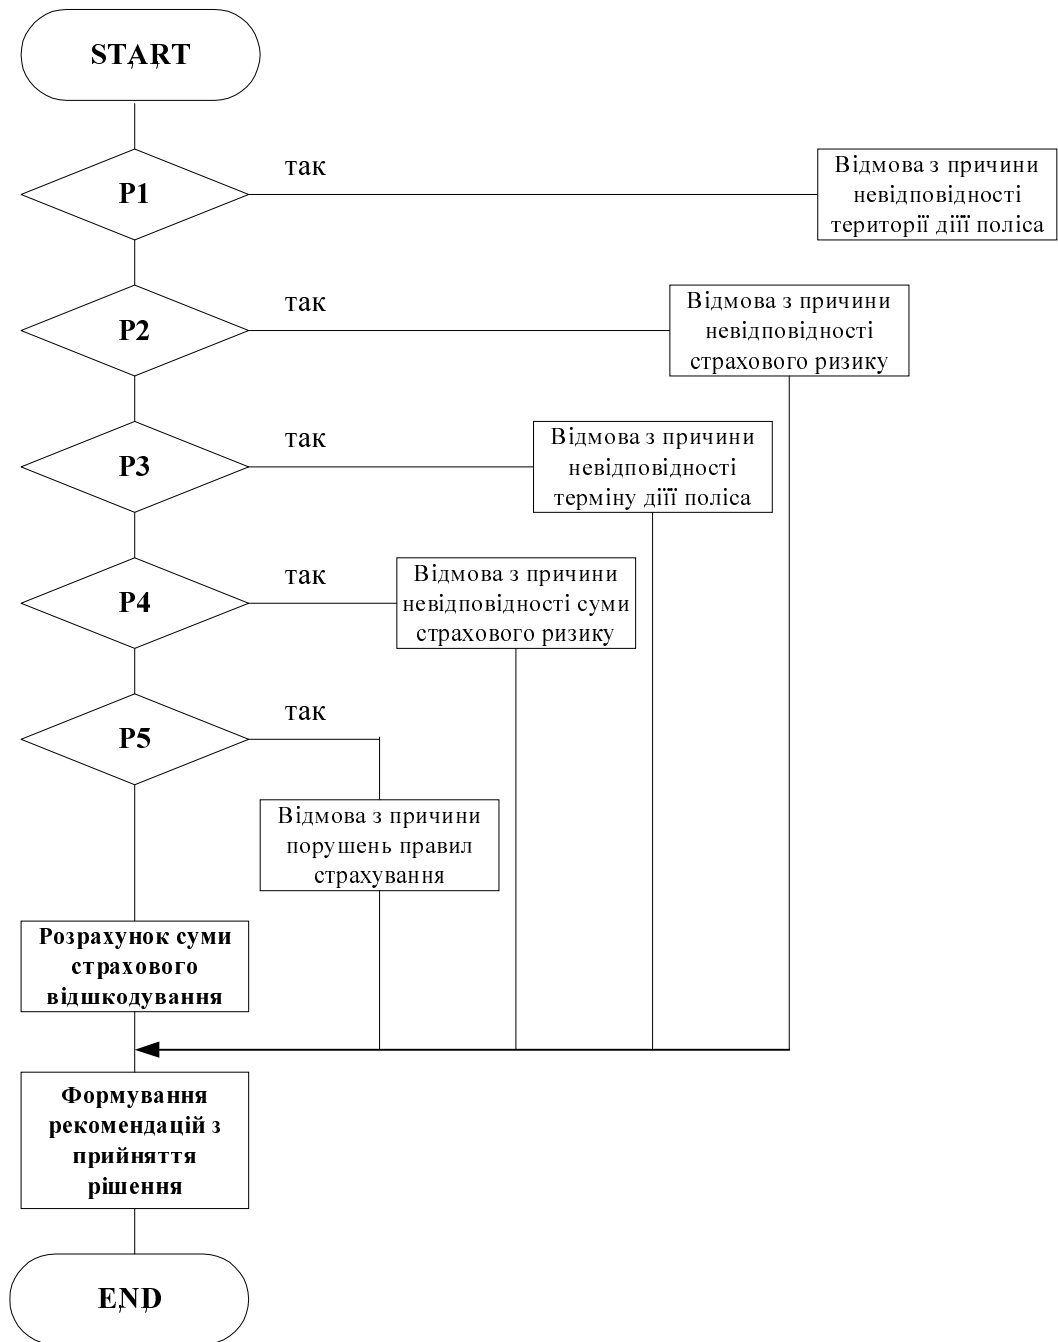 START
P1
так
Відмова з причини
невідповідності
території діїї поліса
P2
так
Відмова з причини
невідповідності
страхового ризику
P3
так
Відмова з причини
невідповідності
терміну діїї поліса
P4
так
Відмова з причини
невідповідності суми
страхового ризику
P5
так
Відмова з причини
порушень правил
страхування
Розрахунок суми
страхового
відшкодування
Формування
рекомендацій з
прийняття
рішення
END